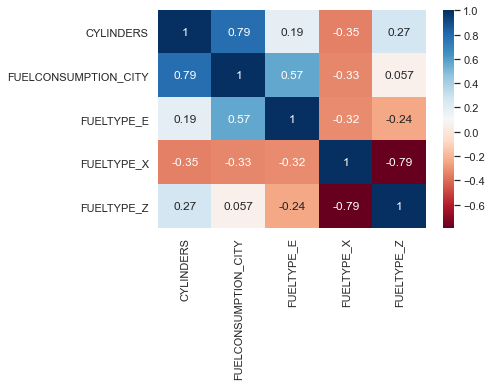 CYLINDERS 1 0.79 0.19 -0.35 0.27
FUELCONSUMPTION_CITY 0.79 1 0.57 -0.33 0.057
FUELTYPE_E 0.19 0.57 1 -0.32 -0.24
FUELTYPE_X -0.35 -0.33 -0.32 1 -0.79
FUELTYPE_Z 0.27 0.057 -0.24 -0.79 1
CYLINDERS
FUELCONSUMPTION_CITY
FUELTYPE_E
FUELTYPE_X
FUELTYPE_Z
1.0
0.8
0.6
0.4
0.2
0.0
−0.2
−0.4
−0.6